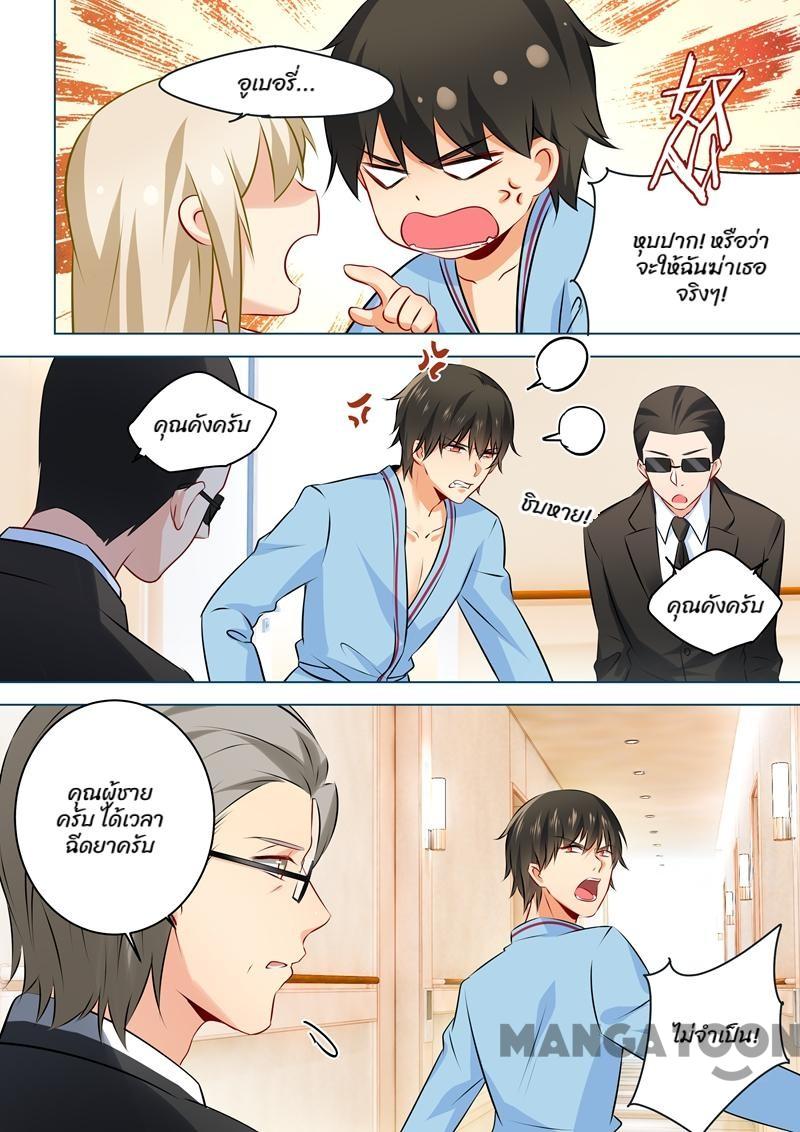 อูเบอรี่...
怒
หุบปาก! หรือว่า
จะให้ฉันฆ่าเธอ
จริงๆ!
คุณคังครับ
ชิบหาย!
คุณคังครับ
คุณผู้ชาย
ครับ ได้เวลา
ฉีดยาครับ
ไม่จำเป็น!
MANGATOON